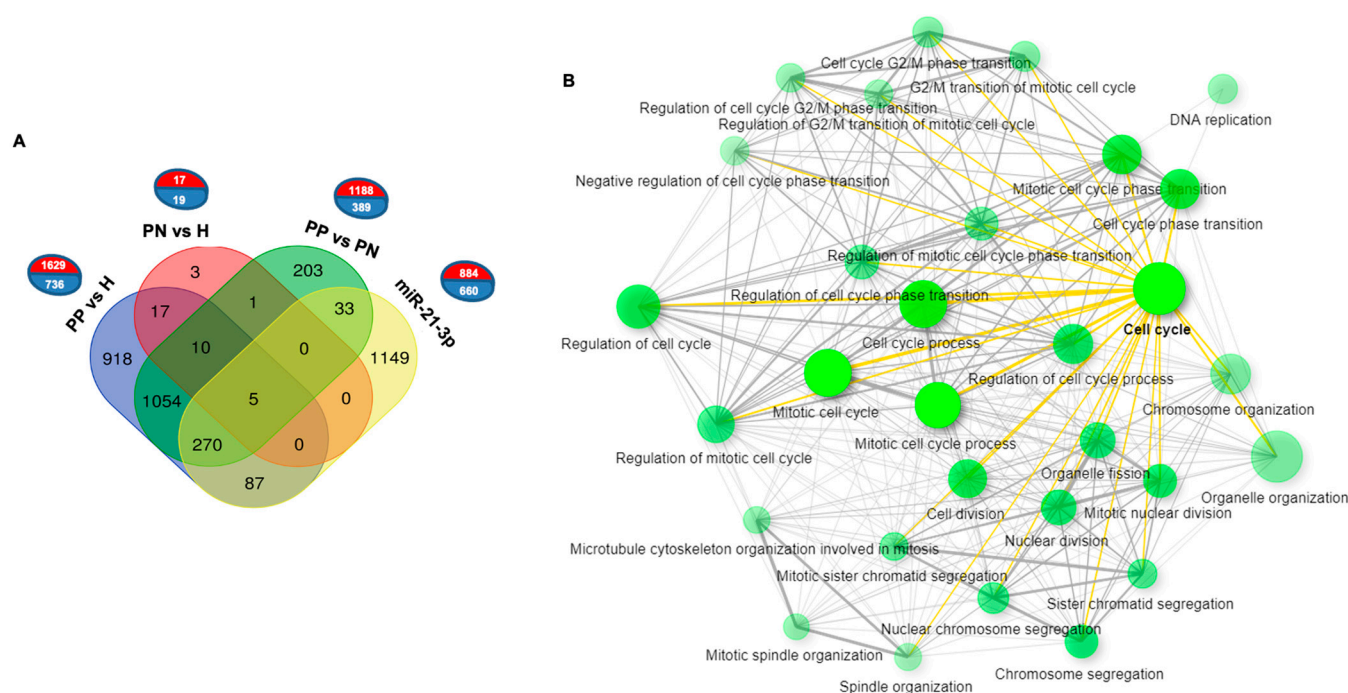 A
17
19
PN vs H
1188
389
PP vs PN
1629
736
PP vs H
884
660
miR-21-3p
3
203
17
1
33
918
10
0
1149
1054
5
0
270
0
87
B
Cell cycle G2/M phase transition
G2/M transition of mitotic cell cycle
Regulation of cell cycle G2/M phase transition
DNA replication
Regulation of G2/M transition of mitotic cell cycle
Negative regulation of cell cycle phase transition
Mitotic cell cycle phase transition
Cell cycle phase transition
Regulation of mitotic cell cycle phase transition
Regulation of cell cycle phase transition
Cell cycle
Regulation of cell cycle
Cell cycle process
Regulation of cell cycle process
Mitotic cell cycle
Chromosome organization
Mitotic cell cycle process
Regulation of mitotic cell cycle
Organelle fission
Organelle organization
Cell division
Mitotic nuclear division
Nuclear division
Microtubule cytoskeleton organization involved in mitosis
Mitotic sister chromatid segregation
Sister chromatid segregation
Nuclear chromosome segregation
Mitotic spindle organization
Chromosome segregation
Spindle organization